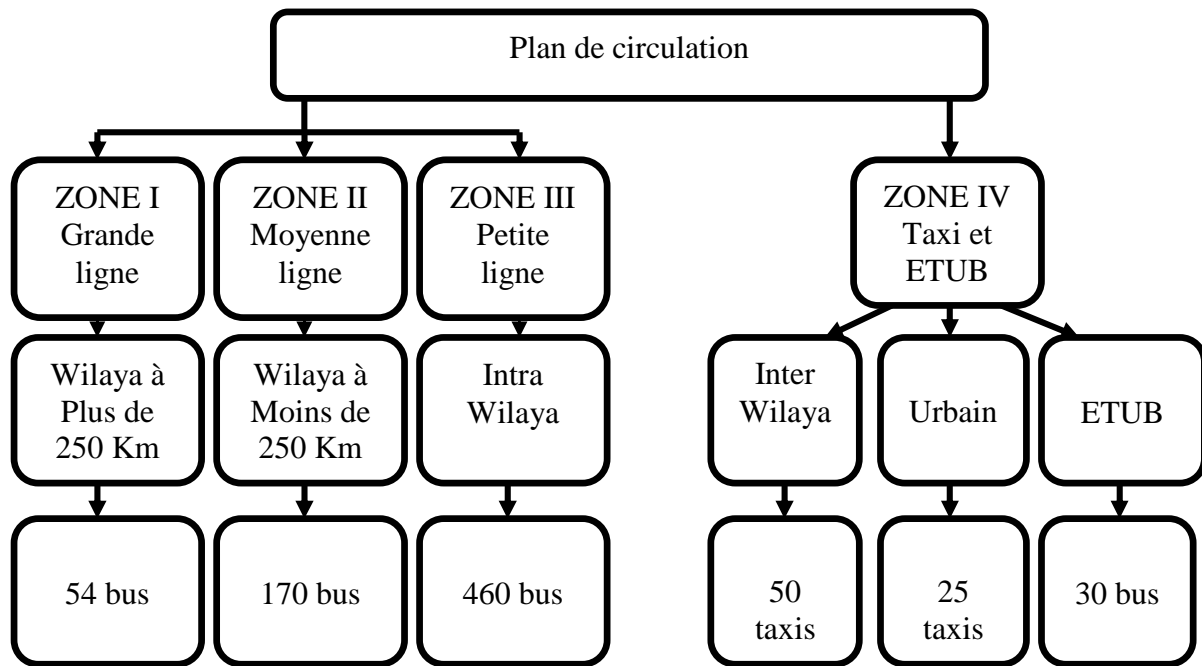 Plan de circulation
ZONE I
Grande
ligne
ZONE II
Moyenne
ligne
ZONE III
Petite
ligne
ZONE IV
Taxi et
ETUB
Wilaya à
Plus de
250 Km
Wilaya à
Moins de
250 Km
Intra
Wilaya
Inter
Wilaya
Urbain
ETUB
54 bus
170 bus
460 bus
50
taxis
25
taxis
30 bus